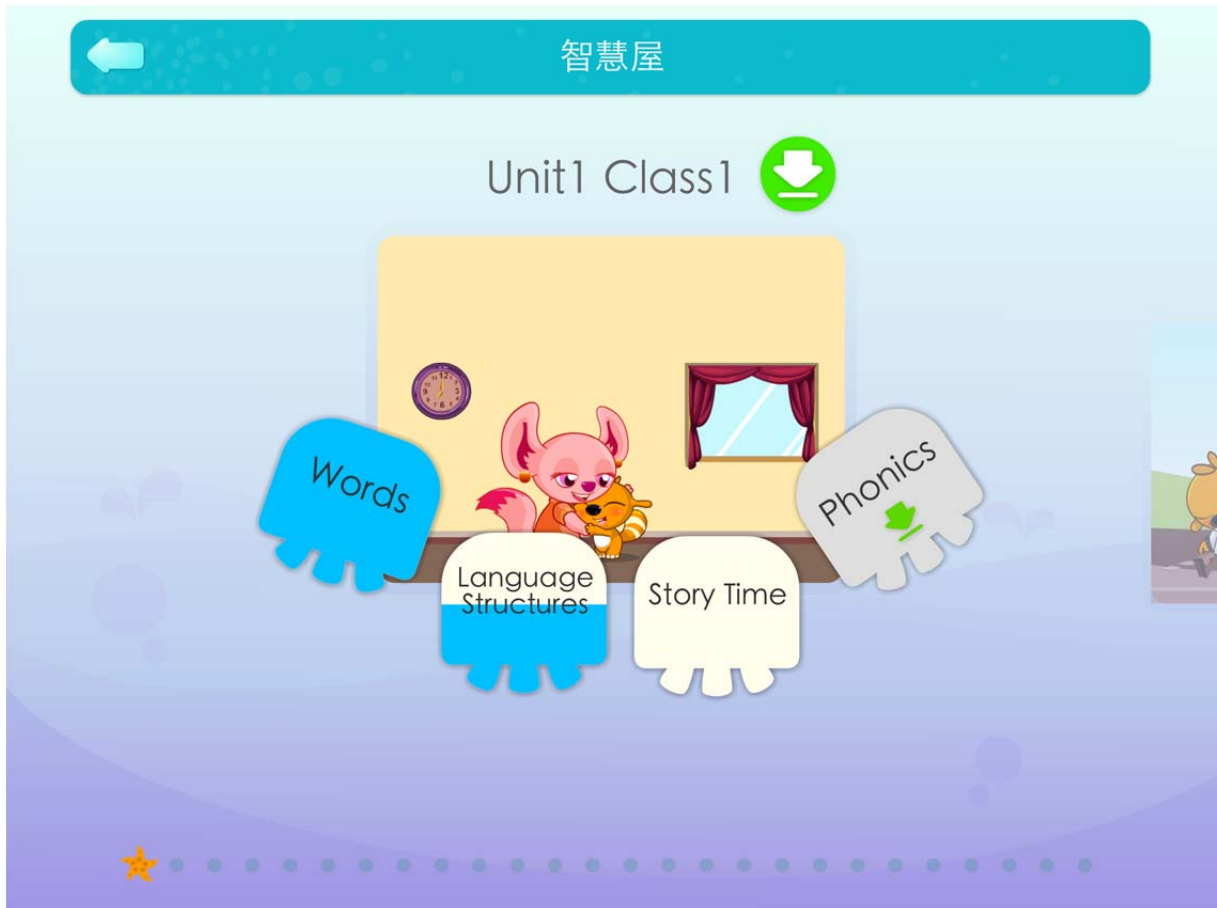 智慧屋
Unit1 Class1
Words
Language
Structures
Story Time
Phonics